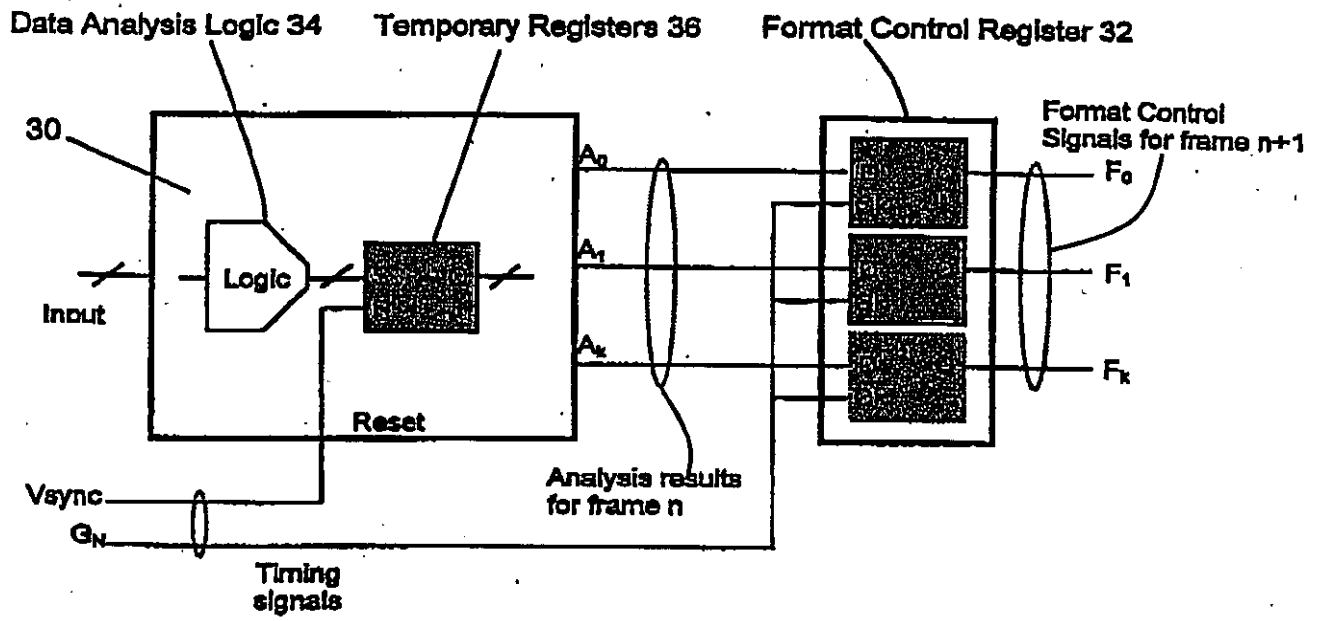 Data Analysis Logic 34
Temporary Registers 36
Format Control Register 32
Format Control
Signals for frame n+1
30
A₀
F₀
Logic
A₁
F₁
Input
Aₖ
Fₖ
Reset
Analysis results
for frame n
Vsync
G_N
Timing
signals